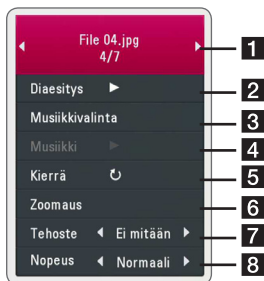 File 04.jpg
4/7
1
Diaesitys
2
Musiikkivalinta
3
Musiikki
4
Kierrä
5
Zoomaus
6
Tehoste Ei mitään
7
Nopeus Normaali
8